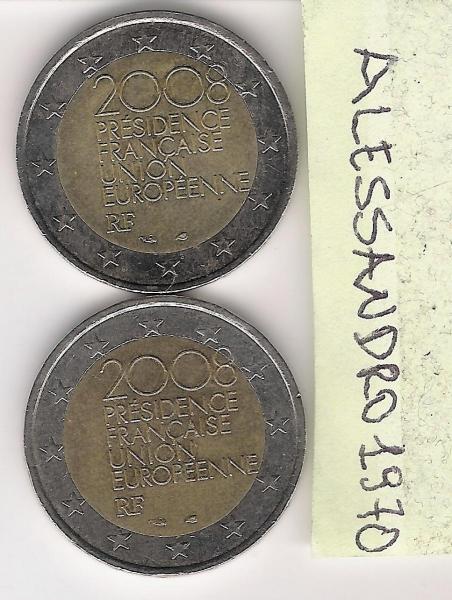 2008
PRÉSIDENCE
FRANÇAISE
UNION
EUROPÉENNE
RF
2008
PRÉSIDENCE
FRANÇAISE
UNION
EUROPÉENNE
RF
ALESSANDRO1970